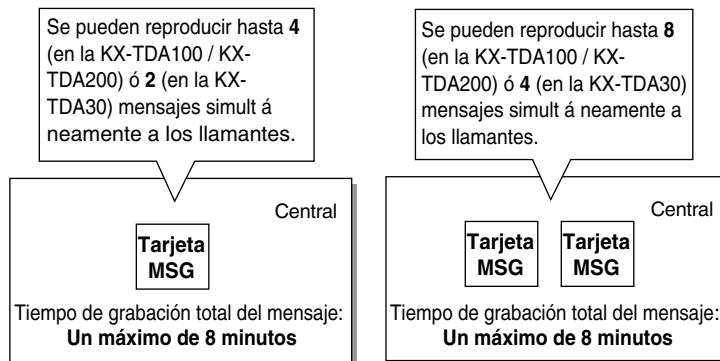 Se pueden reproducir hasta 4
(en la KX-TDA100 / KX-
TDA200) ó 2 (en la KX-
TDA30) mensajes simult á
neamente a los llamantes.
Central
Tarjeta
MSG
Tiempo de grabación total del mensaje:
Un máximo de 8 minutos
Se pueden reproducir hasta 8
(en la KX-TDA100 / KX-
TDA200) ó 4 (en la KX-TDA30)
mensajes simult á neamente a
los llamantes.
Central
Tarjeta
MSG
Tarjeta
MSG
Tiempo de grabación total del mensaje:
Un máximo de 8 minutos